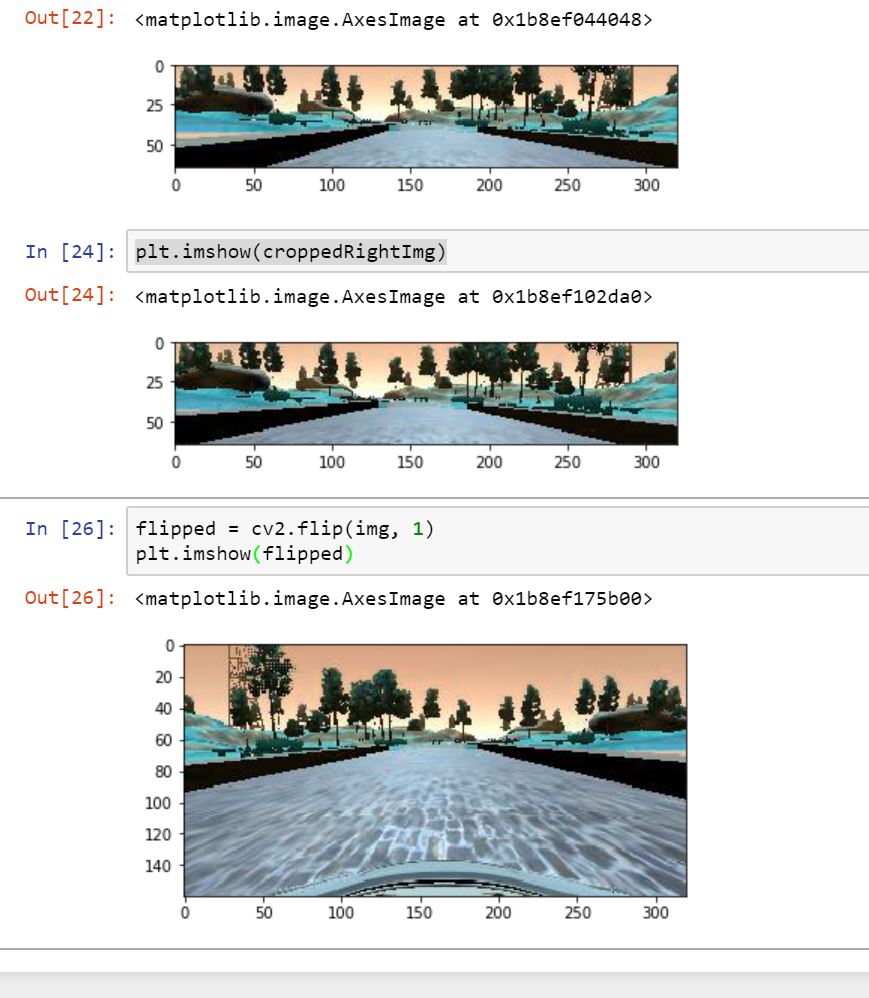 Out[22]: <matplotlib.image.AxesImage at 0x1b8ef044048>
0
25
50
0 50 100 150 200 250 300
In [24]: plt.imshow(croppedRightImg)
Out[24]: <matplotlib.image.AxesImage at 0x1b8ef102da0>
0
25
50
0 50 100 150 200 250 300
In [26]: flipped = cv2.flip(img, 1)
plt.imshow(flipped)
Out[26]: <matplotlib.image.AxesImage at 0x1b8ef175b00>
0
20
40
60
80
100
120
140
0 50 100 150 200 250 300